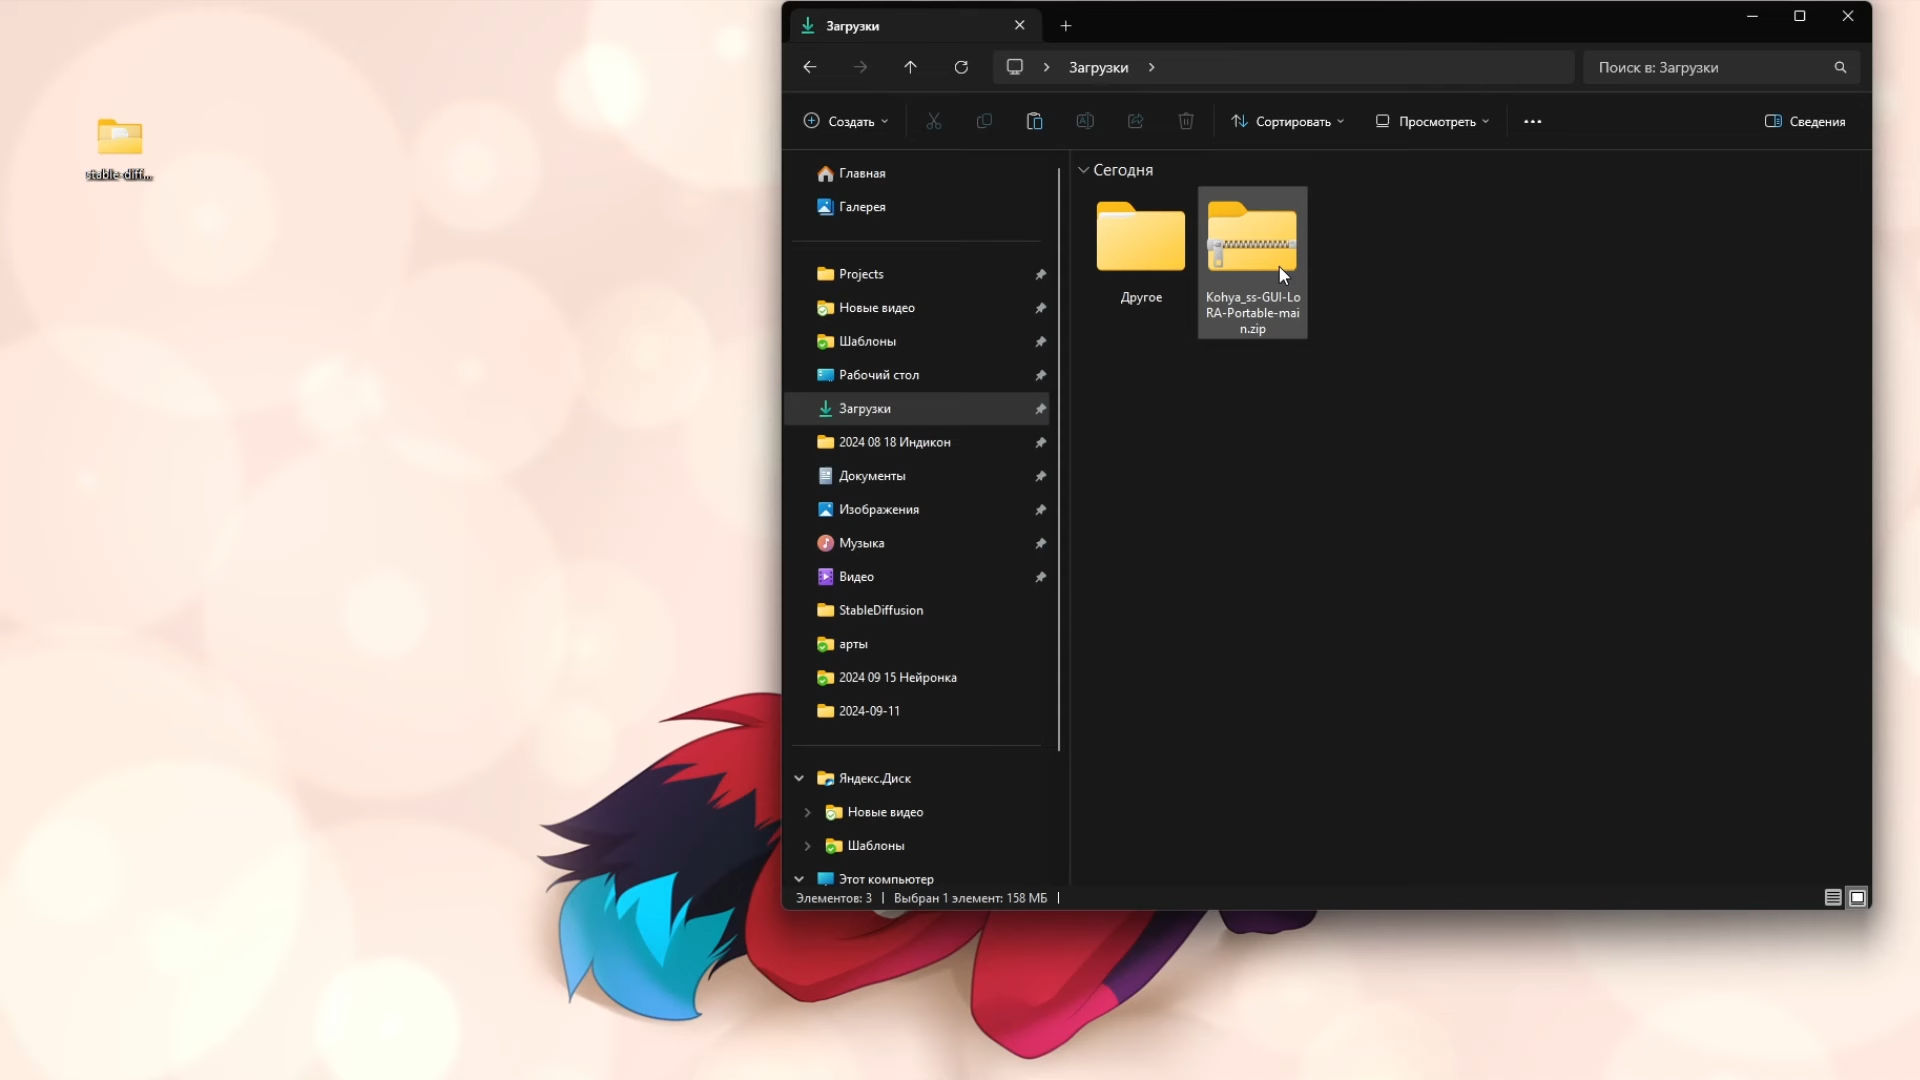 stable-diff...
Загрузки
Загрузки
Поиск в: Загрузки
Создать
Сортировать
Просмотреть
Сведения
Главная
Галерея
Projects
Новые видео
Шаблоны
Рабочий стол
Загрузки
2024 08 18 Индикон
Документы
Изображения
Музыка
Видео
StableDiffusion
арты
2024 09 15 Нейронка
2024-09-11
Яндекс.Диск
Новые видео
Шаблоны
Этот компьютер
Сегодня
Другое
Kohya_ss-GUI-Lo
RA-Portable-mai
n.zip
Элементов: 3
Выбран 1 элемент: 158 МБ